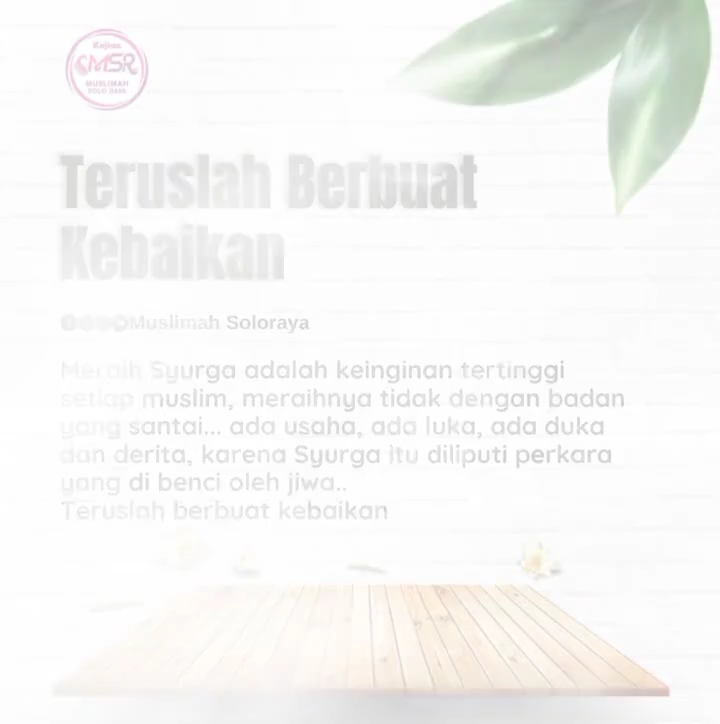 Kajian
MSR
MUSLIMAH
SOLO RAYA
Teruslah Berbuat
Kebaikan
Muslimah Soloraya
Meraih Syurga adalah keinginan tertinggi
setiap muslim, meraihnya tidak dengan badan
yang santai... ada usaha, ada luka, ada duka
dan derita, karena Syurga itu diliputi perkara
yang di benci oleh jiwa..
Teruslah berbuat kebaikan